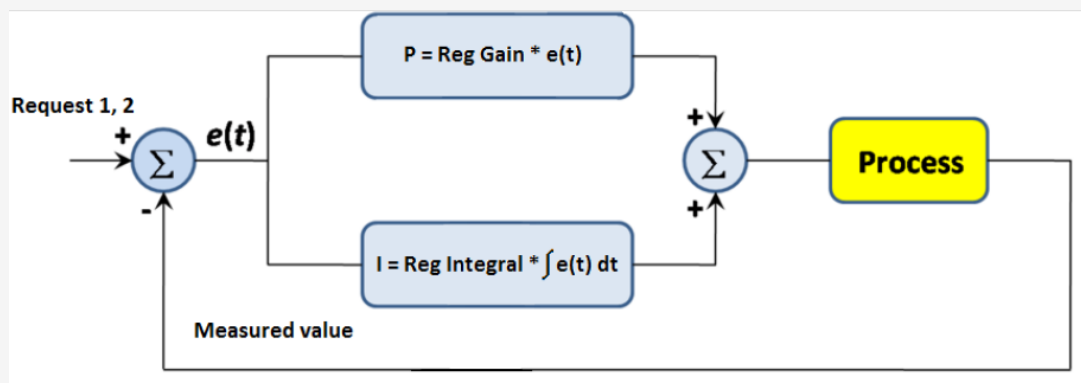 P = Reg Gain * e(t)
Request 1, 2
+
e(t)
Σ
-
+
Σ
+
Process
I = Reg Integral * ∫e(t) dt
Measured value